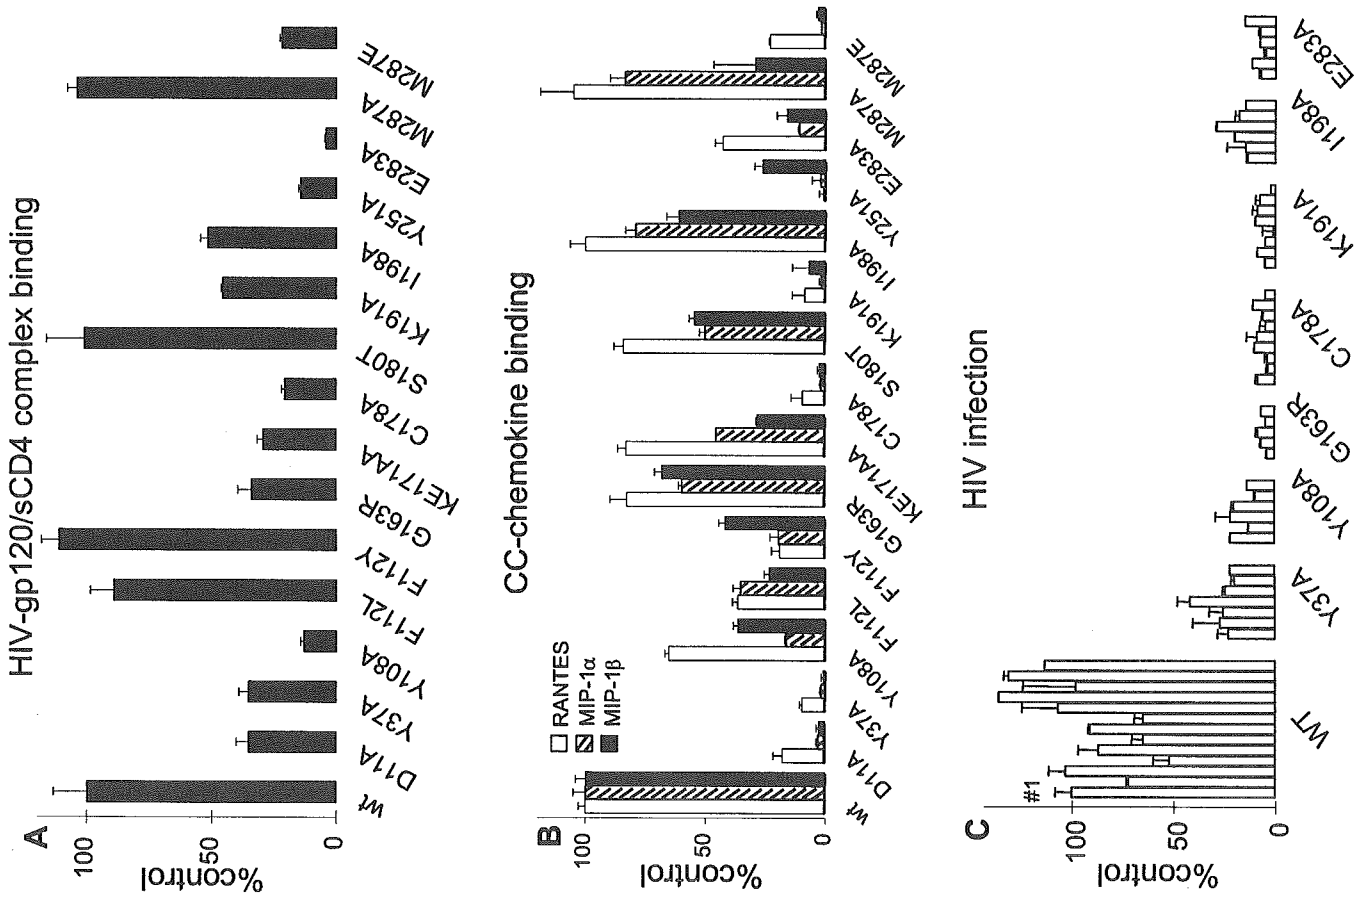 A
HIV-gp120/sCD4 complex binding
%control
100
50
0
wt
D11A
Y37A
Y108A
F112L
F112Y
G163R
KE171AA
C178A
S180T
K191A
I198A
Y251A
E283A
M287A
M287E
B
CC-chemokine binding
%control
100
50
0
RANTES
MIP-1α
MIP-1β
wt
D11A
Y37A
Y108A
F112L
F112Y
G163R
KE171AA
C178A
S180T
K191A
I198A
Y251A
E283A
M287A
M287E
C
HIV infection
%control
100
50
0
#1
WT
Y37A
Y108A
G163R
C178A
K191A
I198A
E283A